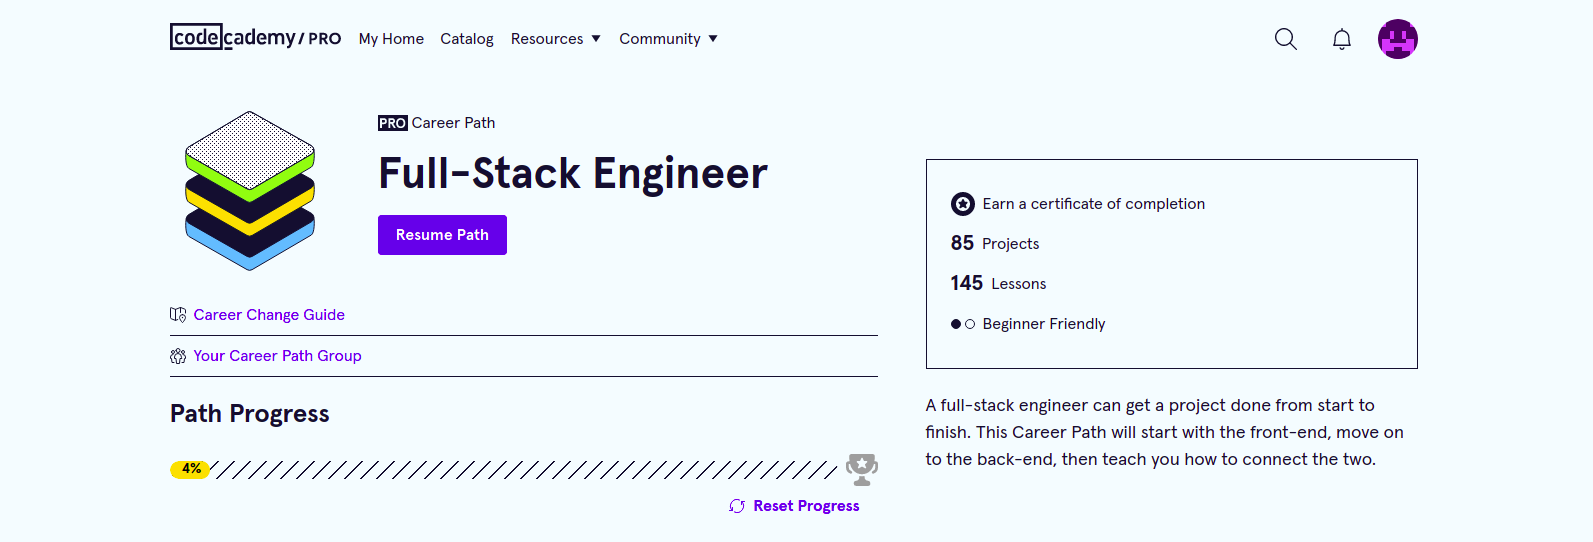 codecademy/PRO My Home Catalog Resources Community
PRO Career Path
Full-Stack Engineer
Resume Path
Career Change Guide
Your Career Path Group
Path Progress
4%
Reset Progress
Earn a certificate of completion
85 Projects
145 Lessons
Beginner Friendly
A full-stack engineer can get a project done from start to
finish. This Career Path will start with the front-end, move on
to the back-end, then teach you how to connect the two.